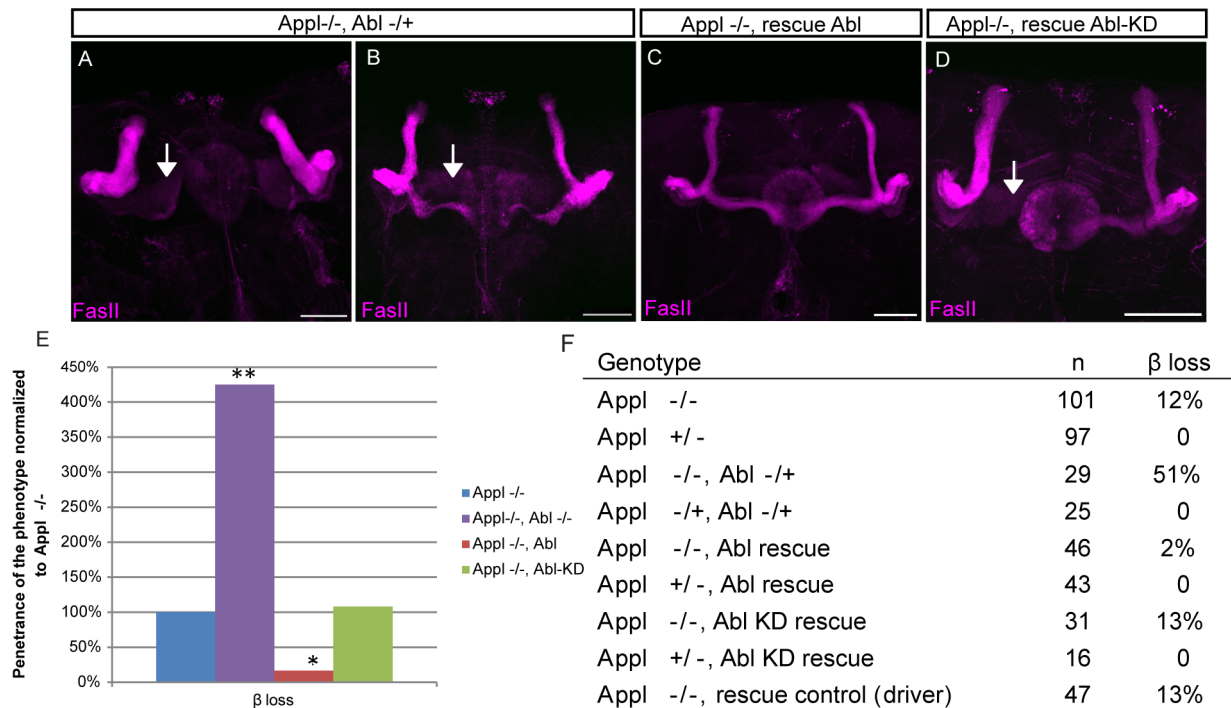 Appl-/-, Abl -/+
Appl -/-, rescue Abl
Appl-/-, rescue Abl-KD
A
B
C
D
FasII
FasII
FasII
FasII
E
Penetrance of the phenotype normalized
to Appl -/-
450%
400%
350%
300%
250%
200%
150%
100%
50%
0%
**
*
β loss
Appl -/-
Appl-/-, Abl -/-
Appl -/-, Abl
Appl -/-, Abl-KD
F
Genotype n β loss
Appl -/- 101 12%
Appl +/- 97 0
Appl -/-, Abl -/+ 29 51%
Appl -/+, Abl -/+ 25 0
Appl -/-, Abl rescue 46 2%
Appl +/-, Abl rescue 43 0
Appl -/-, Abl KD rescue 31 13%
Appl +/-, Abl KD rescue 16 0
Appl -/-, rescue control (driver) 47 13%